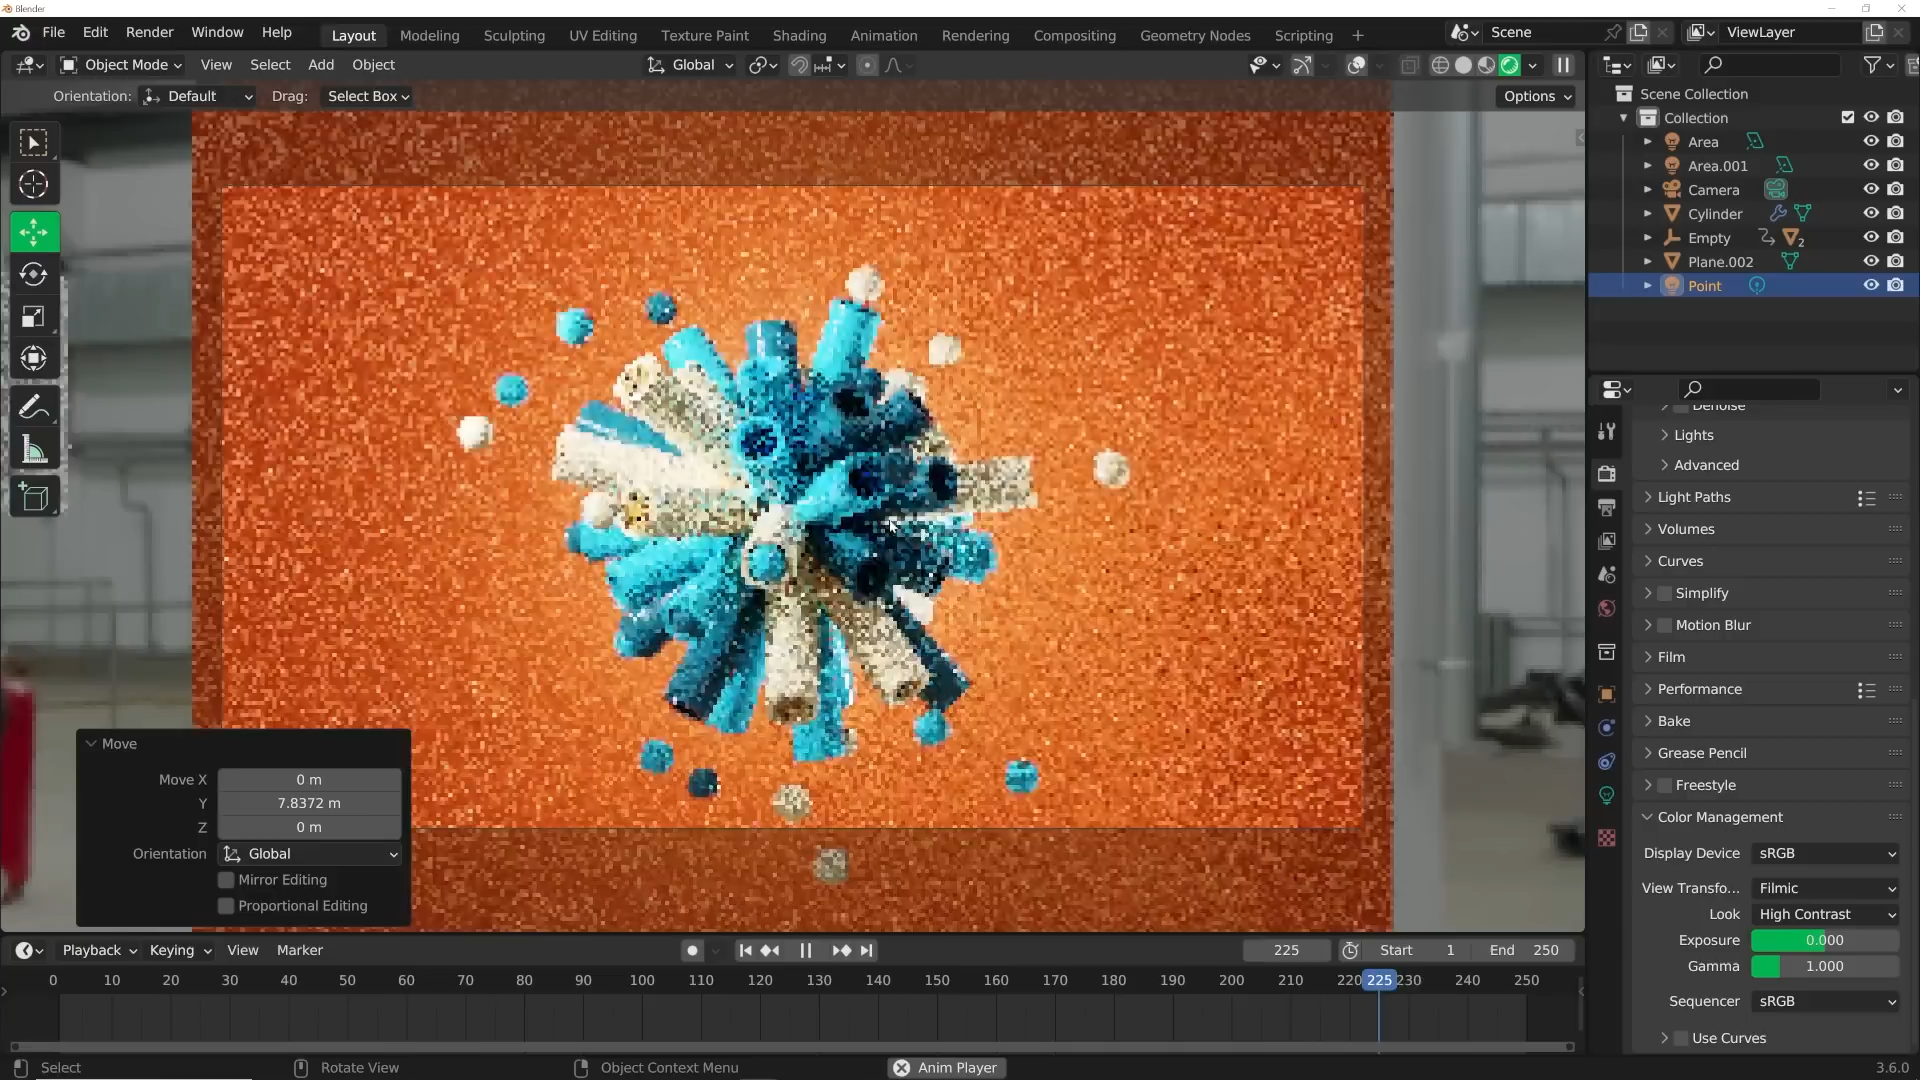 Blender
File Edit Render Window Help Layout Modeling Sculpting UV Editing Texture Paint Shading Animation Rendering Compositing Geometry Nodes Scripting + Scene ViewLayer
Object Mode View Select Add Object Global
Orientation: Default Drag: Select Box Options
Scene Collection
Collection
Area
Area.001
Camera
Cylinder
Empty 2
Plane.002
Point
Denoise
Lights
Advanced
Light Paths
Volumes
Curves
Simplify
Motion Blur
Film
Performance
Bake
Grease Pencil
Freestyle
Color Management
Display Device sRGB
View Transfo... Filmic
Look High Contrast
Exposure 0.000
Gamma 1.000
Sequencer sRGB
Use Curves
Move
Move X 0 m
Y 7.8372 m
Z 0 m
Orientation Global
Mirror Editing
Proportional Editing
Playback Keying View Marker 225 Start 1 End 250
0 10 20 30 40 50 60 70 80 90 100 110 120 130 140 150 160 170 180 190 200 210 220 225 230 240 250
Select Rotate View Object Context Menu Anim Player 3.6.0